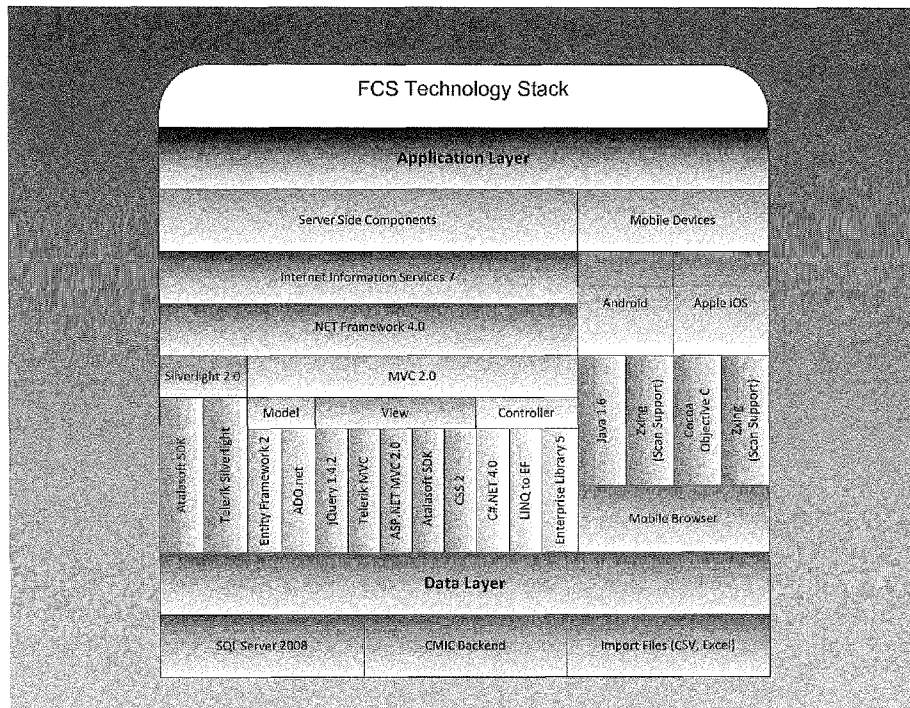 FCS Technology Stack
Application Layer
Server Side Components
Mobile Devices
Internet Information Services 7
Android
Apple iOS
.NET Framework 4.0
Silverlight 2.0
MVC 2.0
Model
View
Controller
Atalasoft SDK
Telerik Silverlight
Entity Framework 2
ADO.net
jQuery 1.4.2
Telerik MVC
ASP.NET MVC 2.0
Atalasoft SDK
CSS 2
C#.NET 4.0
LINQ to EF
Enterprise Library 5
Java 1.6
Zxing
(Scan Support)
Cocoa
Objective C
Zxing
(Scan Support)
Mobile Browser
Data Layer
SQL Server 2008
CMIC Backend
Import Files (CSV, Excel)